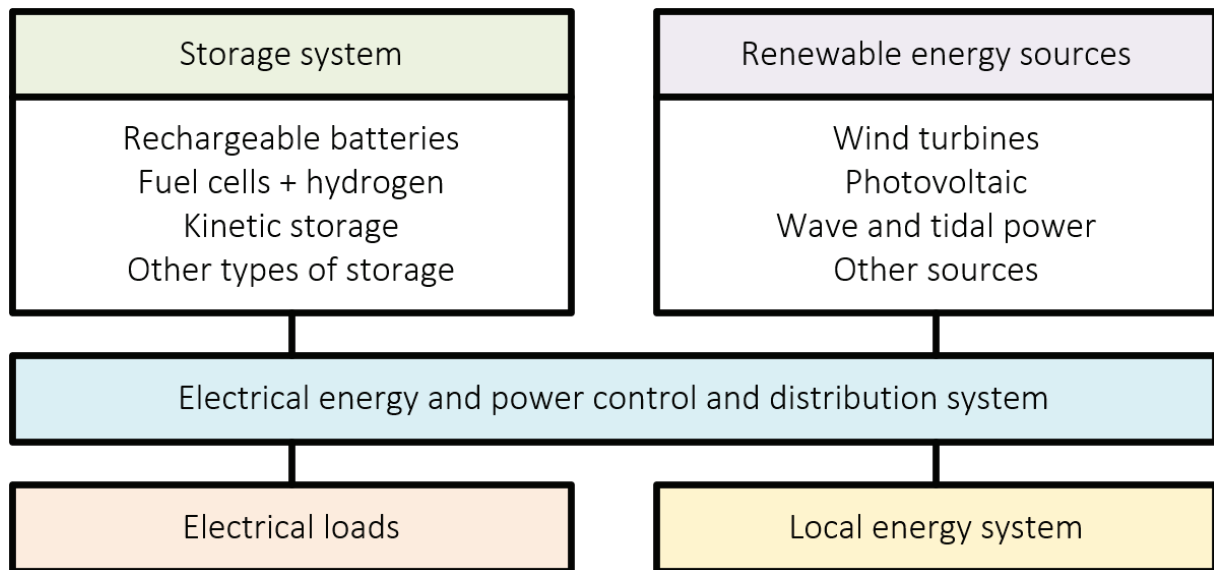 Storage system
Rechargeable batteries
Fuel cells + hydrogen
Kinetic storage
Other types of storage
Renewable energy sources
Wind turbines
Photovoltaic
Wave and tidal power
Other sources
Electrical energy and power control and distribution system
Electrical loads
Local energy system